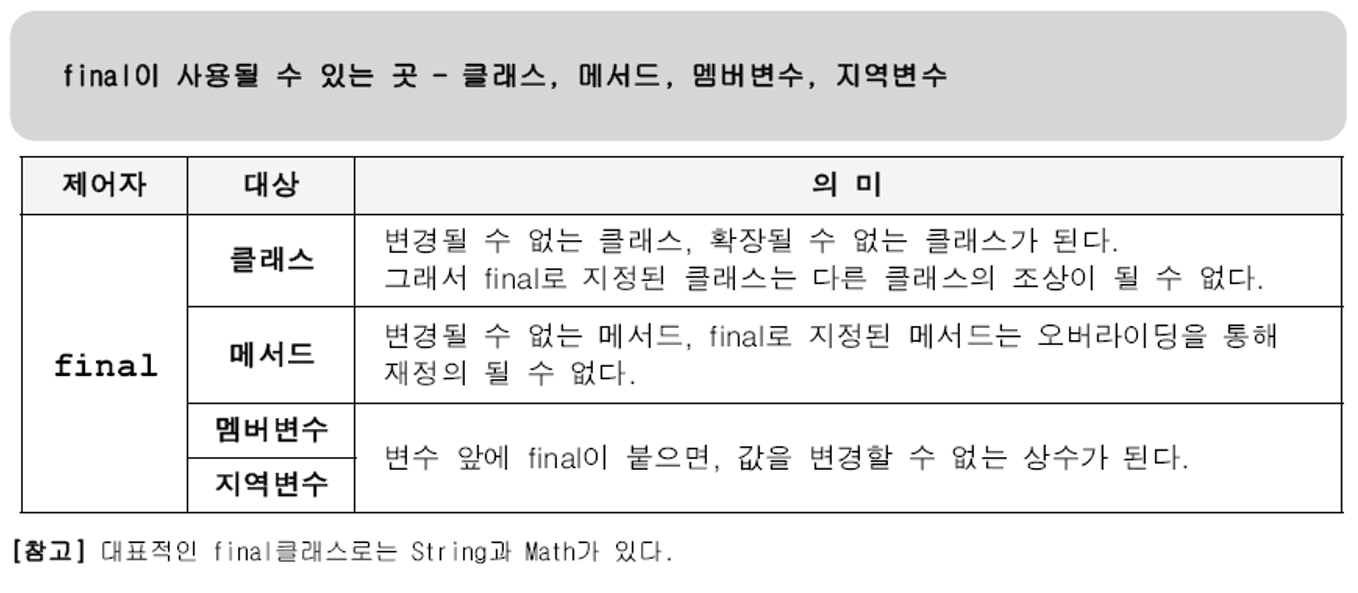 final이 사용될 수 있는 곳 - 클래스, 메서드, 멤버변수, 지역변수
제어자 대상 의 미
final
클래스
변경될 수 없는 클래스, 확장될 수 없는 클래스가 된다.
그래서 final로 지정된 클래스는 다른 클래스의 조상이 될 수 없다.
메서드
변경될 수 없는 메서드, final로 지정된 메서드는 오버라이딩을 통해
재정의 될 수 없다.
멤버변수
지역변수
변수 앞에 final이 붙으면, 값을 변경할 수 없는 상수가 된다.
[참고] 대표적인 final클래스로는 String과 Math가 있다.